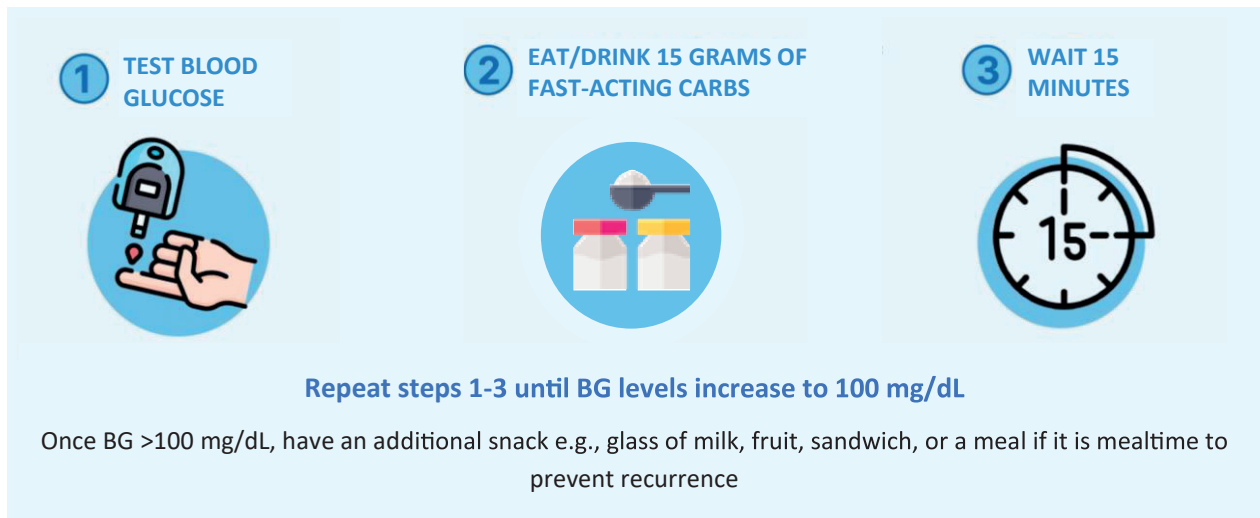 1
TEST BLOOD
GLUCOSE
2
EAT/DRINK 15 GRAMS OF
FAST-ACTING CARBS
3
WAIT 15
MINUTES
15
Repeat steps 1-3 until BG levels increase to 100 mg/dL
Once BG >100 mg/dL, have an additional snack e.g., glass of milk, fruit, sandwich, or a meal if it is mealtime to
prevent recurrence